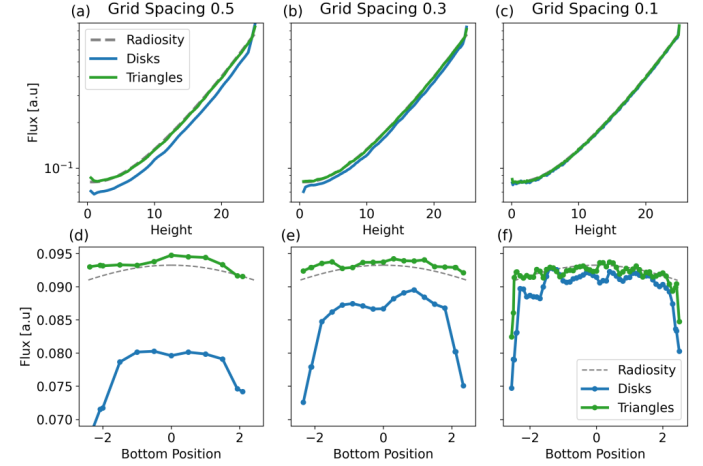 (a) Grid Spacing 0.5
(b) Grid Spacing 0.3
(c) Grid Spacing 0.1
Radiosity
Disks
Triangles
Flux [a.u]
10⁻¹
0 10 20
0 10 20
0 10 20
Height
Height
Height
(d)
(e)
(f)
0.095
0.090
0.085
0.080
0.075
0.070
Flux [a.u]
Radiosity
Disks
Triangles
−2 0 2
−2 0 2
−2 0 2
Bottom Position
Bottom Position
Bottom Position